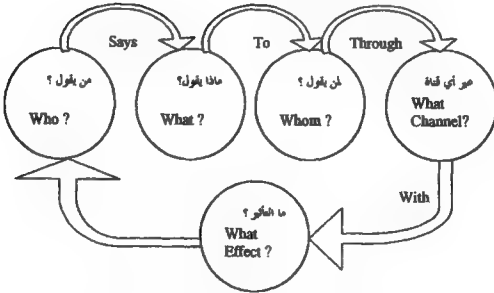 Says
To
Through
من يقول ؟
Who ?
ماذا يقول؟
What ?
لمن يقول ؟
Whom ?
عبر أي قناة
What
Channel?
With
ما التأثير ؟
What
Effect ?